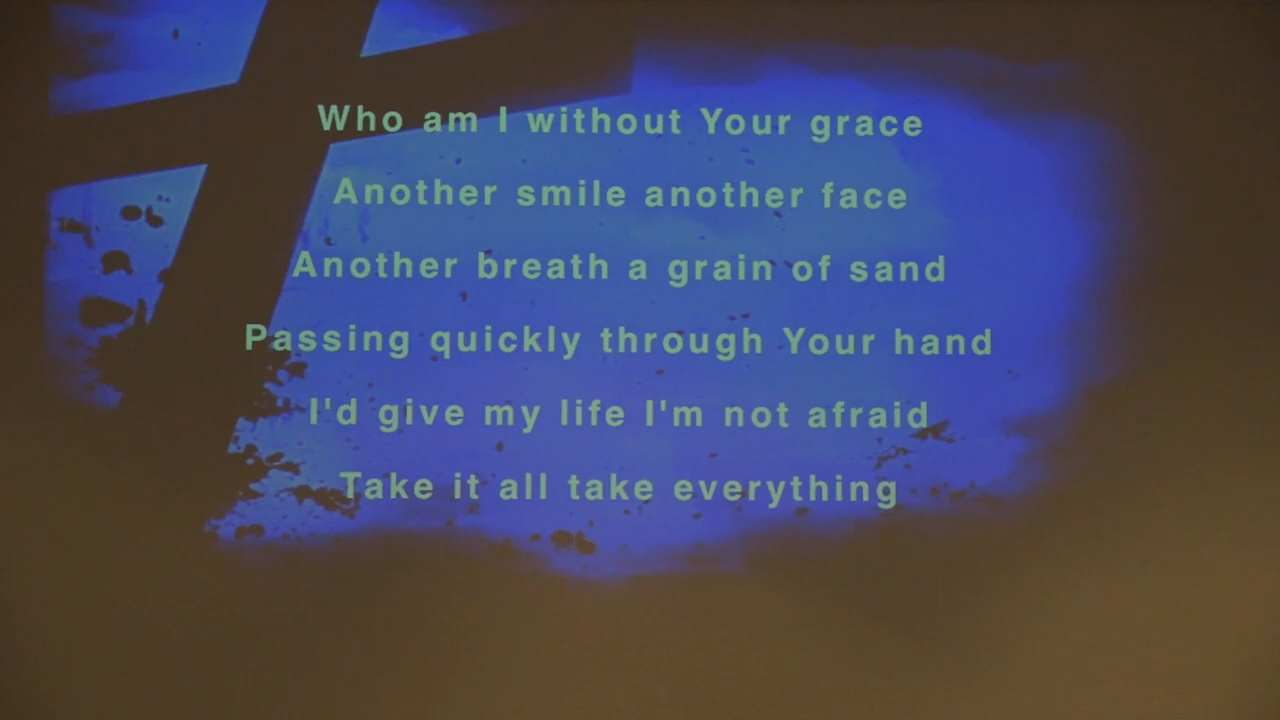 Who am I without Your grace
Another smile another face
Another breath a grain of sand
Passing quickly through Your hand
I'd give my life I'm not afraid
Take it all take everything